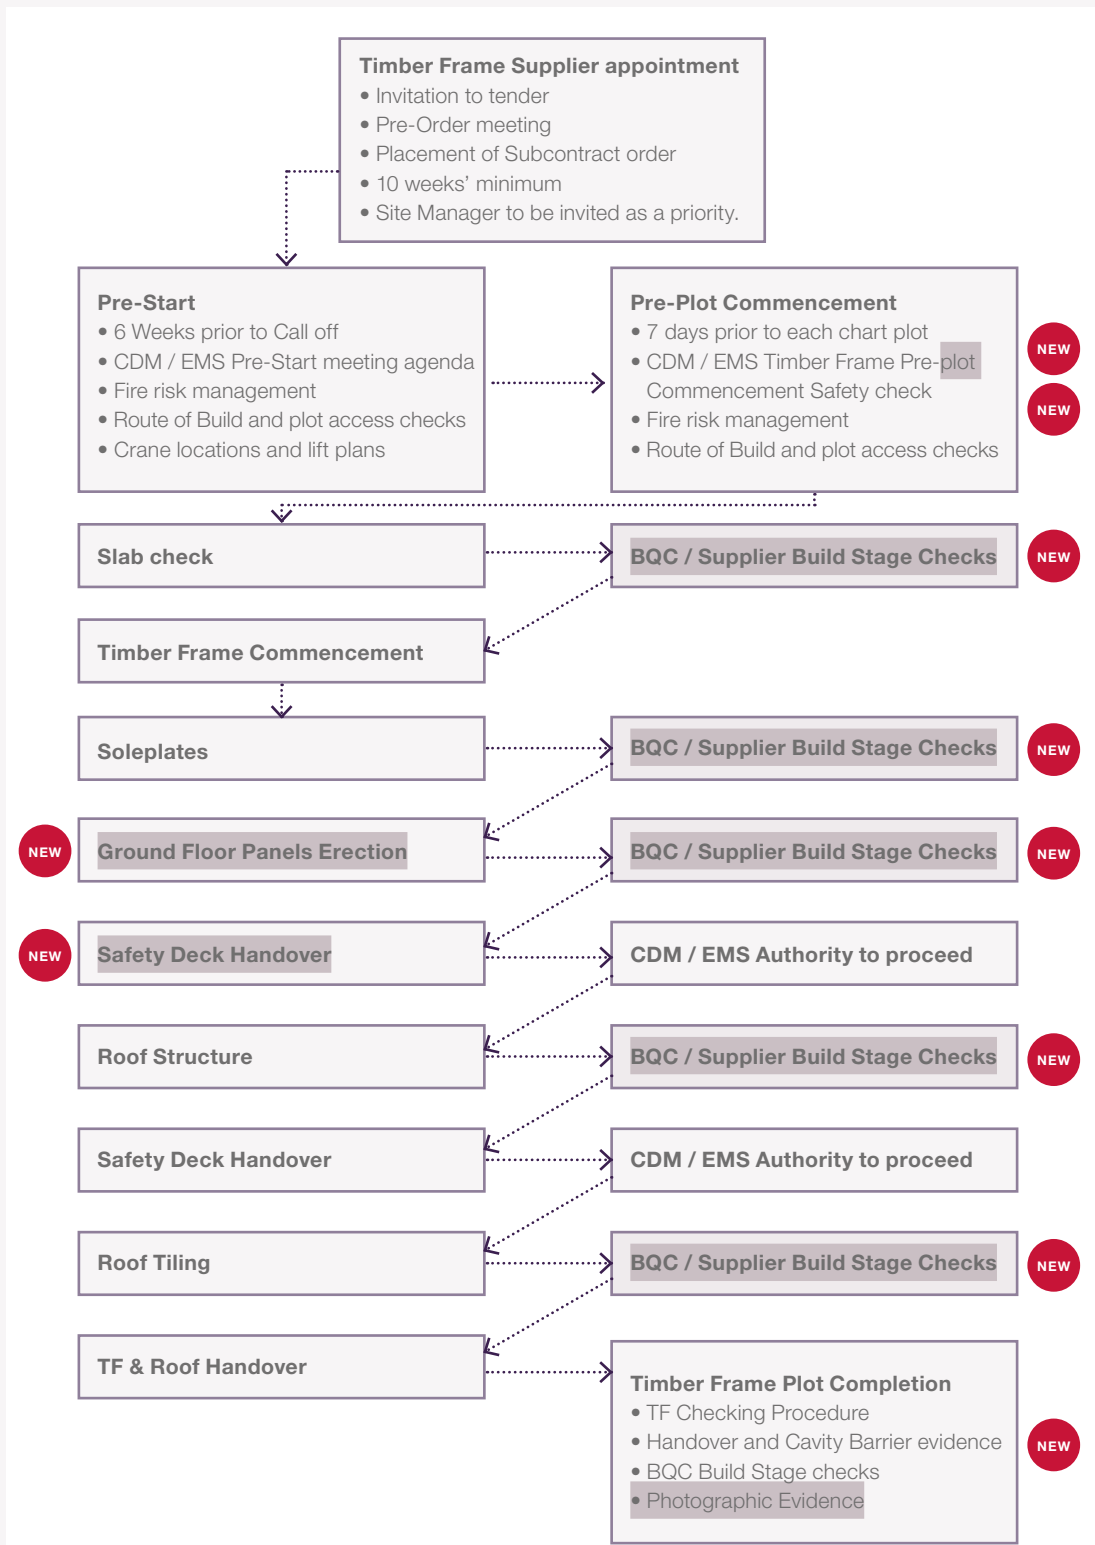 Timber Frame Supplier appointment
• Invitation to tender
• Pre-Order meeting
• Placement of Subcontract order
• 10 weeks’ minimum
• Site Manager to be invited as a priority.
Pre-Start
• 6 Weeks prior to Call off
• CDM / EMS Pre-Start meeting agenda
• Fire risk management
• Route of Build and plot access checks
• Crane locations and lift plans
Pre-Plot Commencement
• 7 days prior to each chart plot
• CDM / EMS Timber Frame Pre-plot
Commencement Safety check
• Fire risk management
• Route of Build and plot access checks
NEW
NEW
Slab check
BQC / Supplier Build Stage Checks
NEW
Timber Frame Commencement
Soleplates
BQC / Supplier Build Stage Checks
NEW
NEW
Ground Floor Panels Erection
BQC / Supplier Build Stage Checks
NEW
NEW
Safety Deck Handover
CDM / EMS Authority to proceed
Roof Structure
BQC / Supplier Build Stage Checks
NEW
Safety Deck Handover
CDM / EMS Authority to proceed
Roof Tiling
BQC / Supplier Build Stage Checks
NEW
TF & Roof Handover
Timber Frame Plot Completion
• TF Checking Procedure
• Handover and Cavity Barrier evidence
• BQC Build Stage checks
• Photographic Evidence
NEW